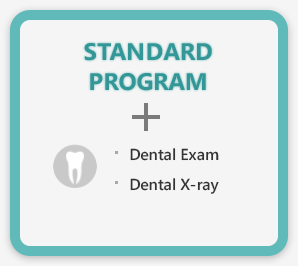 STANDARD
PROGRAM
+
· Dental Exam
· Dental X-ray